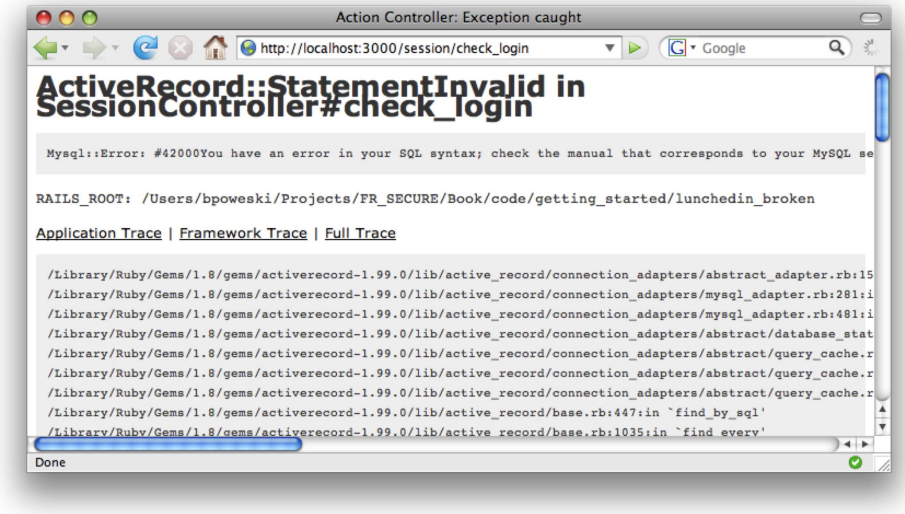 Action Controller: Exception caught
http://localhost:3000/session/check_login
G Google
ActiveRecord::StatementInvalid in
SessionController#check_login
Mysql::Error: #42000You have an error in your SQL syntax; check the manual that corresponds to your MySQL se
RAILS_ROOT: /Users/bpoweski/Projects/FR_SECURE/Book/code/getting_started/lunchedin_broken
Application Trace | Framework Trace | Full Trace
/Library/Ruby/Gems/1.8/gems/activerecord-1.99.0/lib/active_record/connection_adapters/abstract_adapter.rb:15
/Library/Ruby/Gems/1.8/gems/activerecord-1.99.0/lib/active_record/connection_adapters/mysql_adapter.rb:281:i
/Library/Ruby/Gems/1.8/gems/activerecord-1.99.0/lib/active_record/connection_adapters/mysql_adapter.rb:481:i
/Library/Ruby/Gems/1.8/gems/activerecord-1.99.0/lib/active_record/connection_adapters/abstract/database_stat
/Library/Ruby/Gems/1.8/gems/activerecord-1.99.0/lib/active_record/connection_adapters/abstract/query_cache.r
/Library/Ruby/Gems/1.8/gems/activerecord-1.99.0/lib/active_record/connection_adapters/abstract/query_cache.r
/Library/Ruby/Gems/1.8/gems/activerecord-1.99.0/lib/active_record/connection_adapters/abstract/query_cache.r
/Library/Ruby/Gems/1.8/gems/activerecord-1.99.0/lib/active_record/base.rb:447:in `find_by_sql'
/Library/Ruby/Gems/1.8/gems/activerecord-1.99.0/lib/active_record/base.rb:1035:in `find_every'
Done